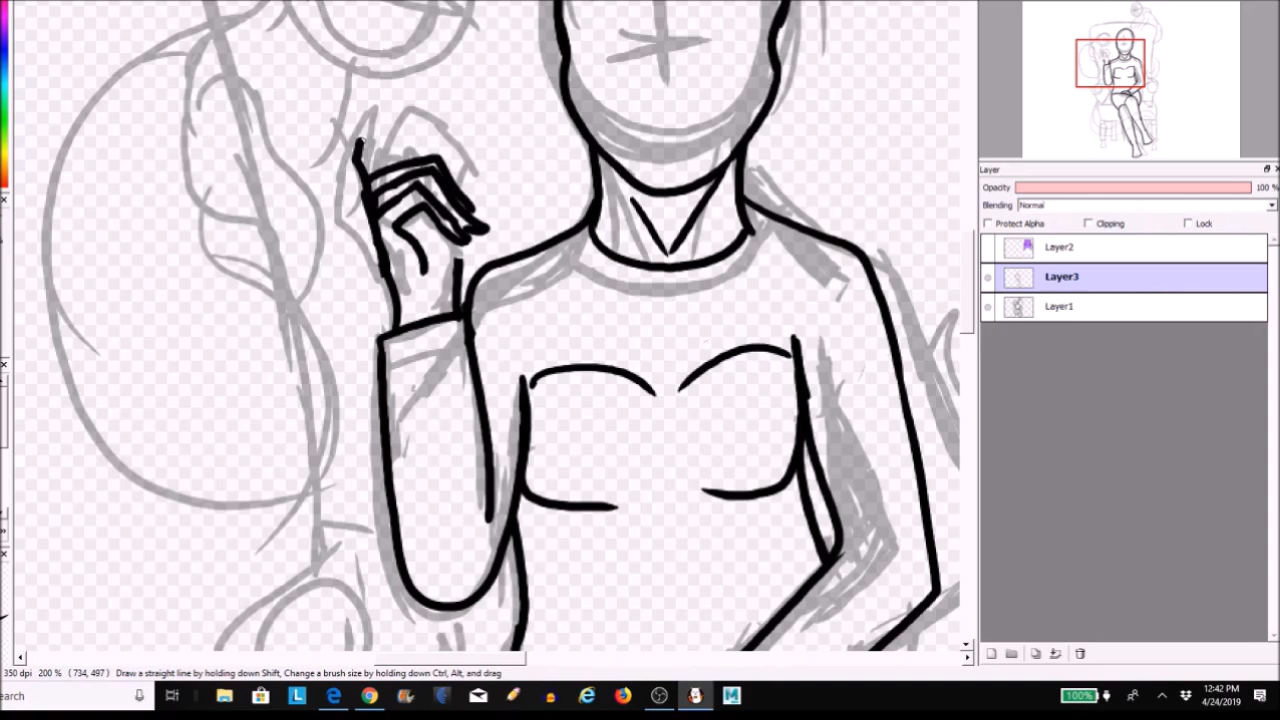 Layer
Opacity 100 %
Blending Normal
Protect Alpha Clipping Lock
Layer2
Layer3
Layer1
350 dpi 200 % (734, 497) Draw a straight line by holding down Shift, Change a brush size by holding down Ctrl, Alt, and drag
earch L 100% 12:42 PM
4/24/2019